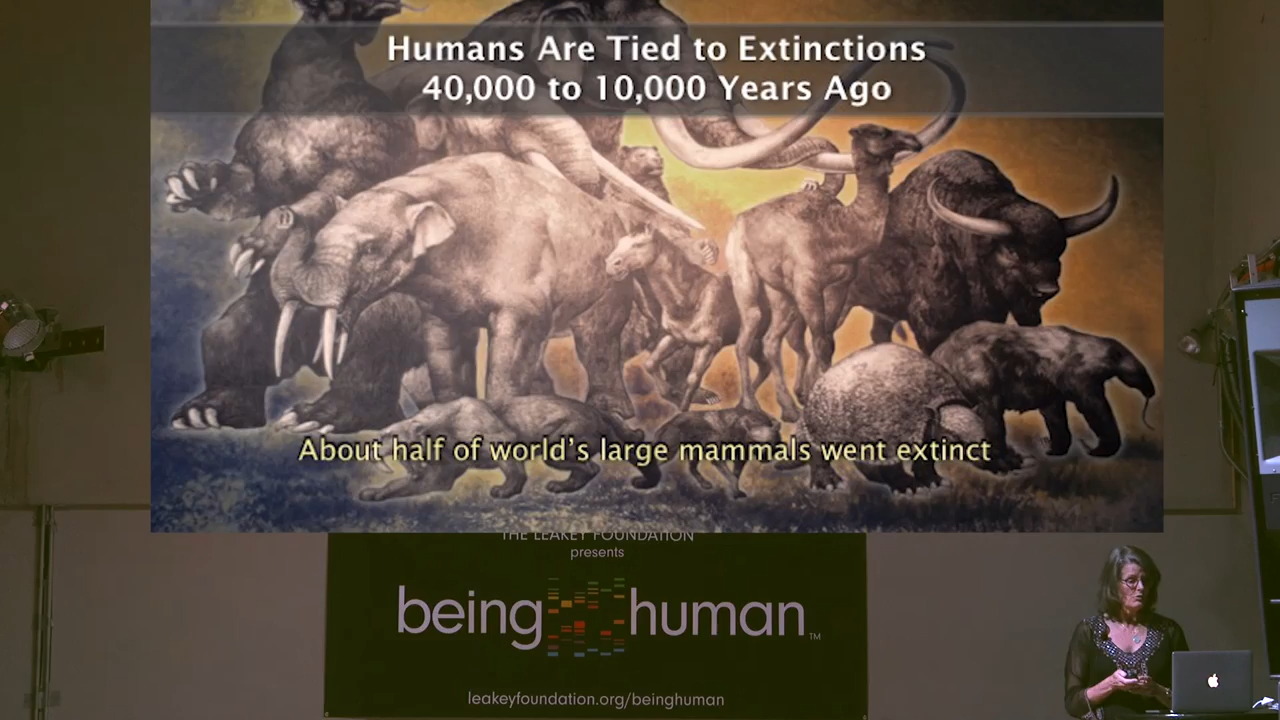 Humans Are Tied to Extinctions
40,000 to 10,000 Years Ago
About half of world’s large mammals went extinct
THE LEAKEY FOUNDATION
presents
being human ™
leakeyfoundation.org/beinghuman